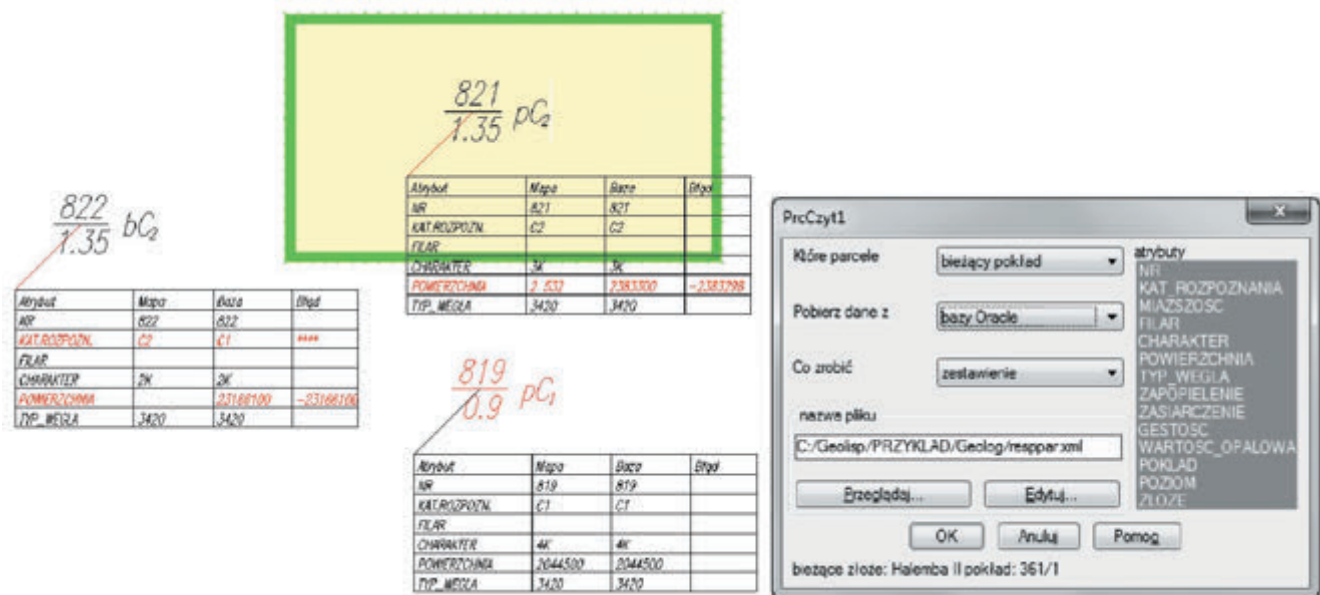 821
1.35 pC₂
Atrybut Mapa Baza Błąd
NR 821 821
KAT.ROZPOZN. C2 C2
FILAR
CHARAKTER 3K 3K
POWIERZCHNIA 2.532 2383300 -2383298
TYP_WEGLA 3420 3420
822
1.35 bC₂
Atrybut Mapa Baza Błąd
NR 822 822
KAT.ROZPOZN. C2 C1 ****
FILAR
CHARAKTER 2K 2K
POWIERZCHNIA 23166100 -23166100
TYP_WEGLA 3420 3420
819
0.9 pC₁
Atrybut Mapa Baza Błąd
NR 819 819
KAT.ROZPOZN. C1 C1
FILAR
CHARAKTER 4K 4K
POWIERZCHNIA 2044500 2044500
TYP_WEGLA 3420 3420
PrcCzyt1
Które parcele bieżący pokład
Pobierz dane z bazy Oracle
Co zrobić zestawienie
nazwa pliku
C:/Geolisp/PRZYKLAD/Geolog/resppar.xml
Przeglądaj... Edytuj...
atrybuty
NR
KAT_ROZPOZNANIA
MIAZSZOSC
FILAR
CHARAKTER
POWIERZCHNIA
TYP_WEGLA
ZAPOPIELENIE
ZASIARCZENIE
GESTOSC
WARTOSC_OPALOWA
POKLAD
POZIOM
ZLOZE
OK Anuluj Pomoc
bieżące złoże: Halemba II pokład: 361/1